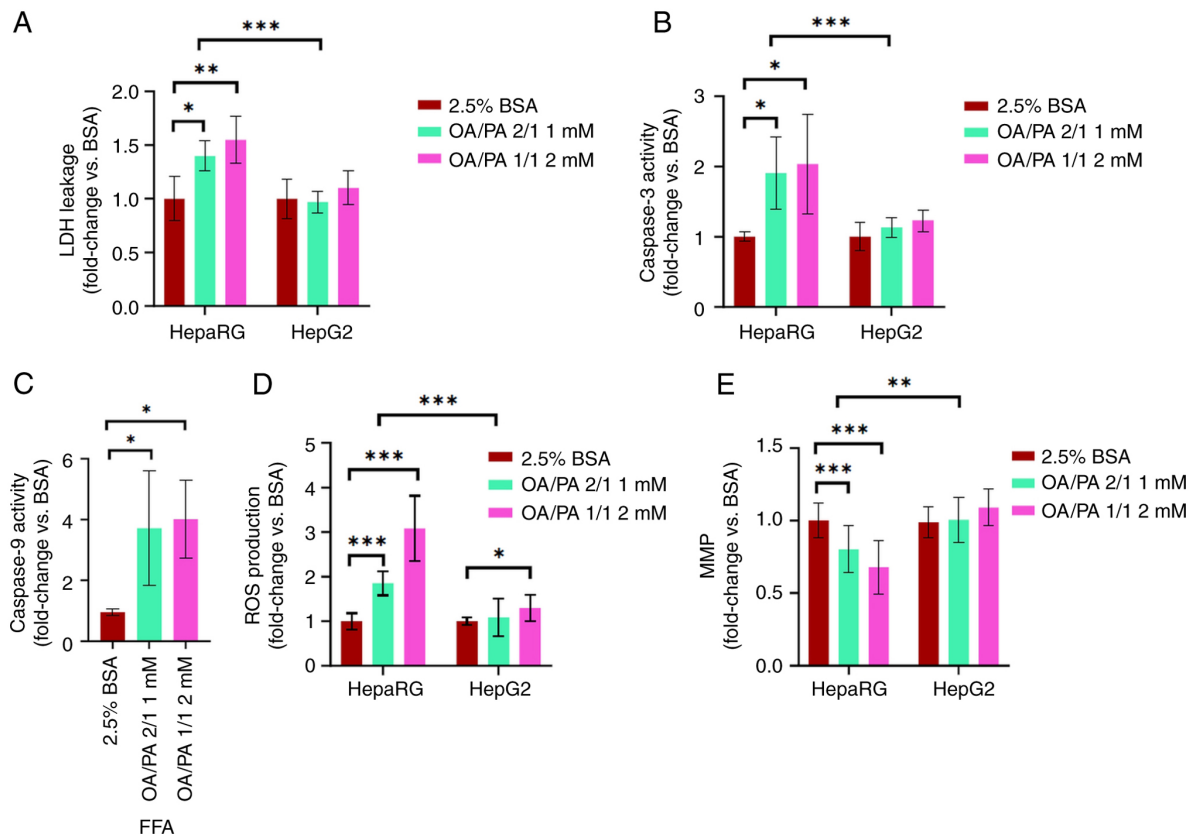 A
***
**
*
LDH leakage
(fold-change vs. BSA)
2.0
1.5
1.0
0.5
0.0
HepaRG
HepG2
2.5% BSA
OA/PA 2/1 1 mM
OA/PA 1/1 2 mM
B
***
*
*
Caspase-3 activity
(fold-change vs. BSA)
3
2
1
0
HepaRG
HepG2
2.5% BSA
OA/PA 2/1 1 mM
OA/PA 1/1 2 mM
C
*
*
Caspase-9 activity
(fold-change vs. BSA)
6
4
2
0
2.5% BSA
OA/PA 2/1 1 mM
OA/PA 1/1 2 mM
FFA
D
***
***
***
*
ROS production
(fold-change vs. BSA)
5
4
3
2
1
0
HepaRG
HepG2
2.5% BSA
OA/PA 2/1 1 mM
OA/PA 1/1 2 mM
E
**
***
***
MMP
(fold-change vs. BSA)
1.5
1.0
0.5
0.0
HepaRG
HepG2
2.5% BSA
OA/PA 2/1 1 mM
OA/PA 1/1 2 mM